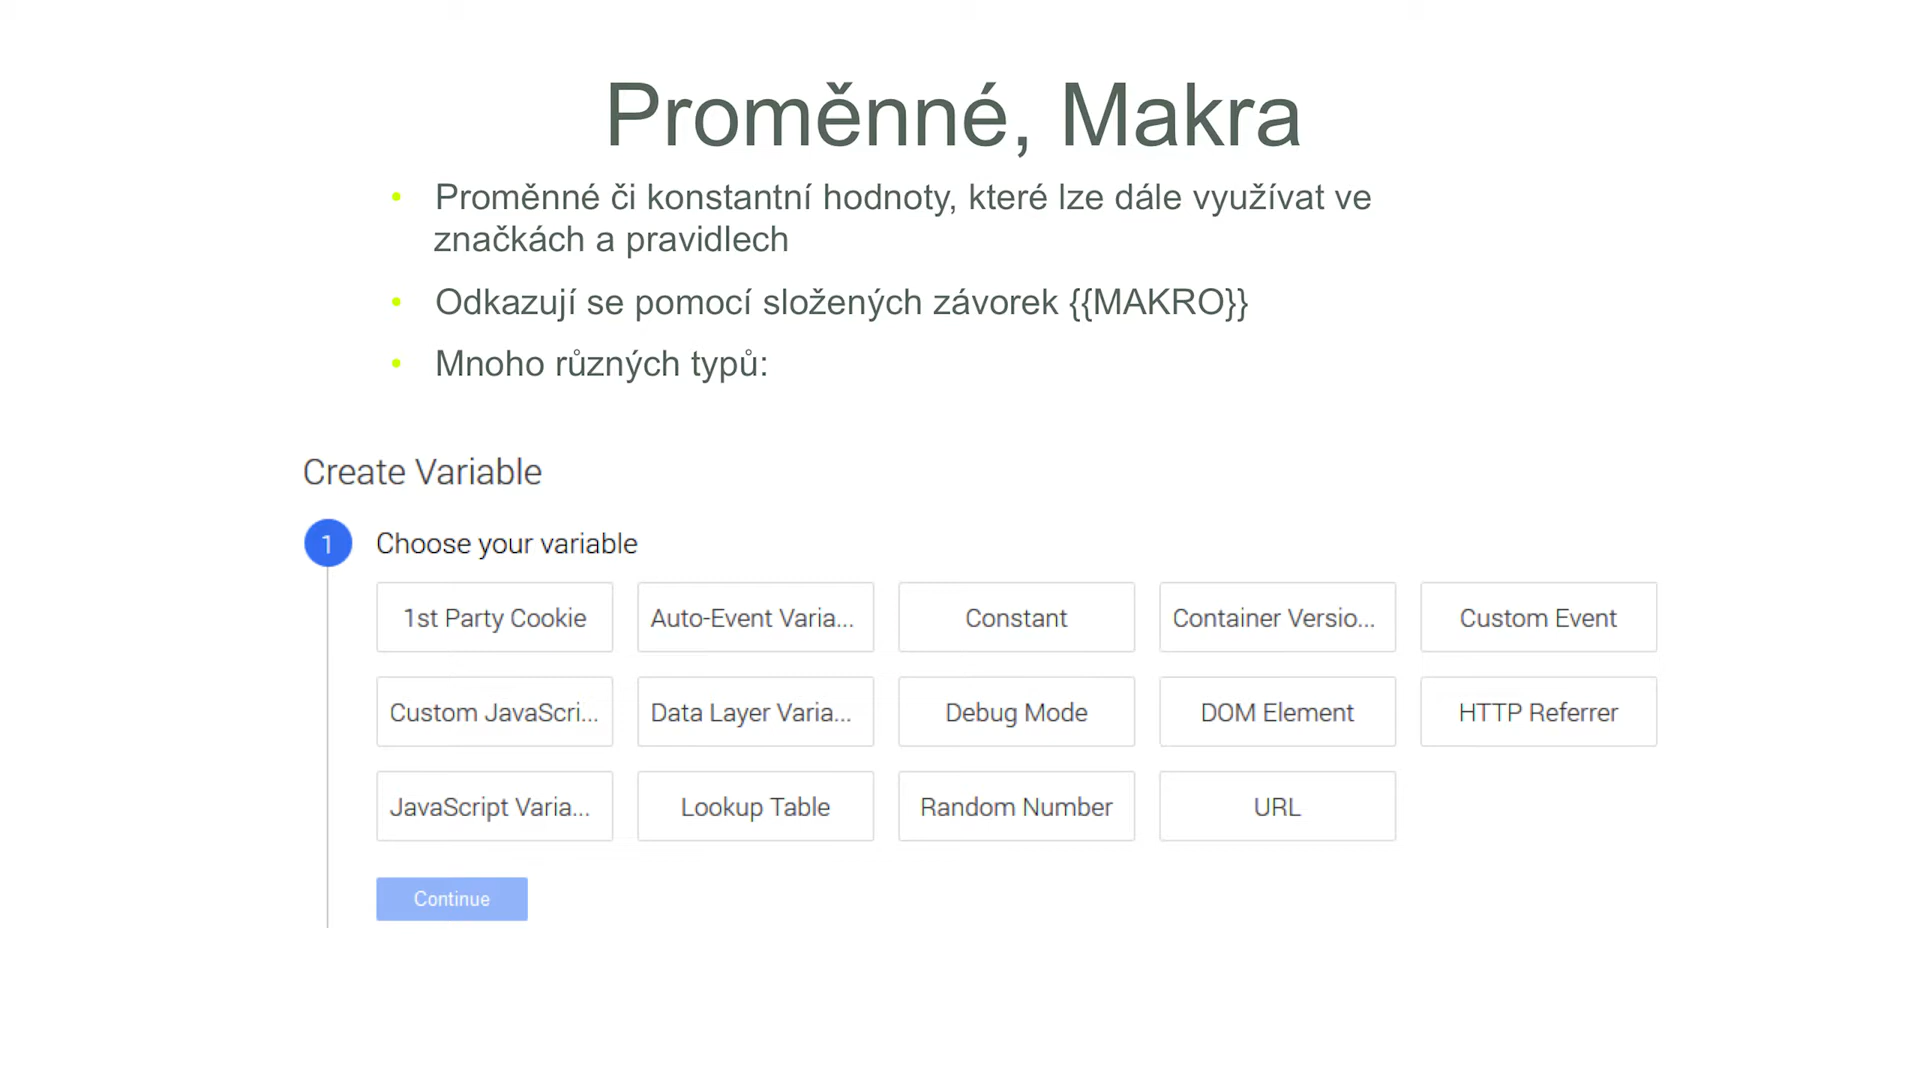 Proměnné, Makra
• Proměnné či konstantní hodnoty, které lze dále využívat ve
značkách a pravidlech
• Odkazují se pomocí složených závorek {{MAKRO}}
• Mnoho různých typů:
Create Variable
1 Choose your variable
1st Party Cookie Auto-Event Varia... Constant Container Versio... Custom Event
Custom JavaScri... Data Layer Varia... Debug Mode DOM Element HTTP Referrer
JavaScript Varia... Lookup Table Random Number URL
Continue